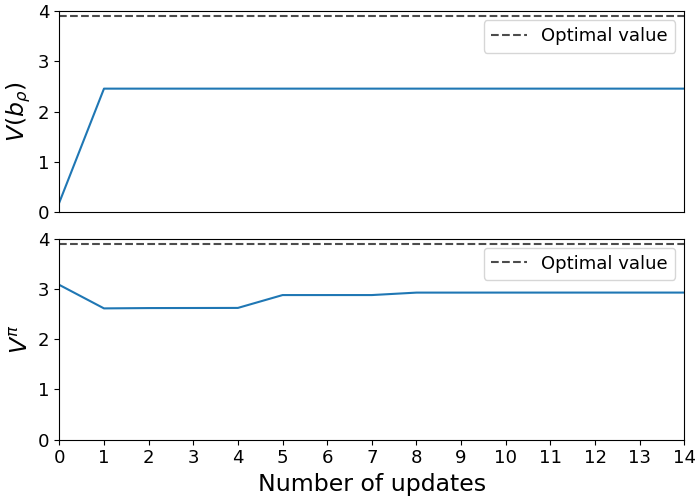 4
3
2
1
0
V(b_ρ)
Optimal value
4
3
2
1
0
V^π
Optimal value
0 1 2 3 4 5 6 7 8 9 10 11 12 13 14
Number of updates